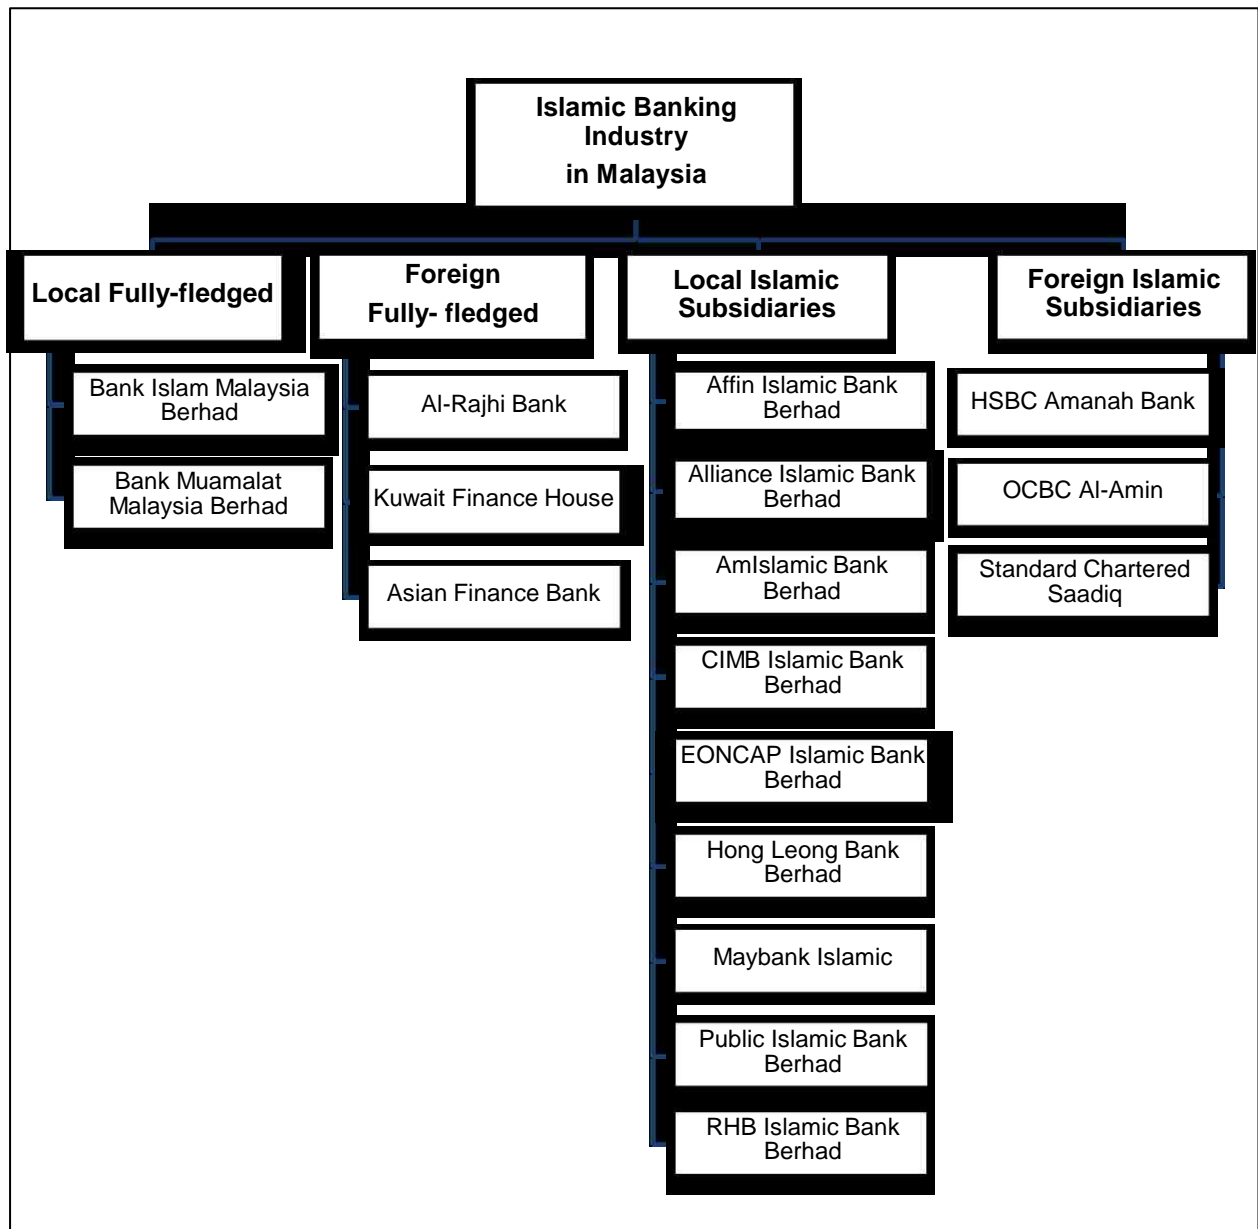 Islamic Banking
Industry
in Malaysia
Local Fully-fledged
Bank Islam Malaysia
Berhad
Bank Muamalat
Malaysia Berhad
Foreign
Fully- fledged
Al-Rajhi Bank
Kuwait Finance House
Asian Finance Bank
Local Islamic
Subsidiaries
Affin Islamic Bank
Berhad
Alliance Islamic Bank
Berhad
AmIslamic Bank
Berhad
CIMB Islamic Bank
Berhad
EONCAP Islamic Bank
Berhad
Hong Leong Bank
Berhad
Maybank Islamic
Public Islamic Bank
Berhad
RHB Islamic Bank
Berhad
Foreign Islamic
Subsidiaries
HSBC Amanah Bank
OCBC Al-Amin
Standard Chartered
Saadiq